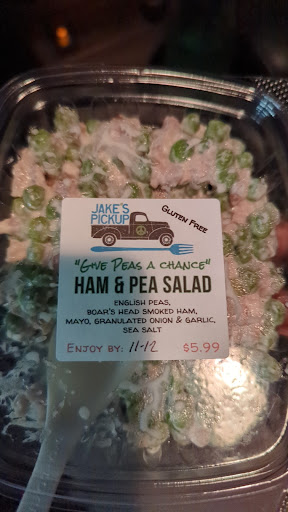 JAKE'S
PICKUP
GLUTEN FREE
"GIVE PEAS A CHANCE"
HAM & PEA SALAD
ENGLISH PEAS,
BOAR'S HEAD SMOKED HAM,
MAYO, GRANULATED ONION & GARLIC,
SEA SALT
ENJOY BY: 11-12 $5.99